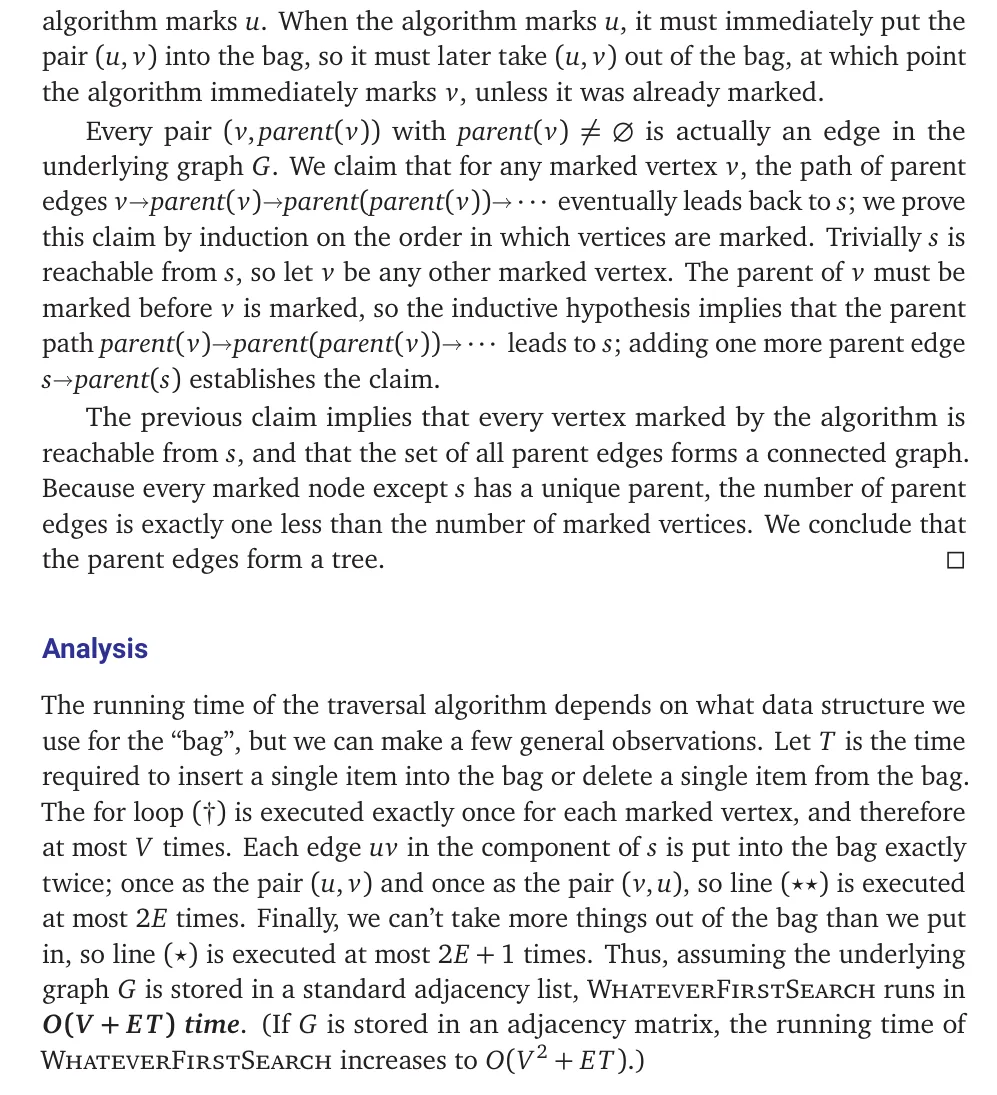 algorithm marks u. When the algorithm marks u, it must immediately put the
pair (u, v) into the bag, so it must later take (u, v) out of the bag, at which point
the algorithm immediately marks v, unless it was already marked.
Every pair (v, parent(v)) with parent(v) ≠ ∅ is actually an edge in the
underlying graph G. We claim that for any marked vertex v, the path of parent
edges v→parent(v)→parent(parent(v))→··· eventually leads back to s; we prove
this claim by induction on the order in which vertices are marked. Trivially s is
reachable from s, so let v be any other marked vertex. The parent of v must be
marked before v is marked, so the inductive hypothesis implies that the parent
path parent(v)→parent(parent(v))→··· leads to s; adding one more parent edge
s→parent(s) establishes the claim.
The previous claim implies that every vertex marked by the algorithm is
reachable from s, and that the set of all parent edges forms a connected graph.
Because every marked node except s has a unique parent, the number of parent
edges is exactly one less than the number of marked vertices. We conclude that
the parent edges form a tree. □
Analysis
The running time of the traversal algorithm depends on what data structure we
use for the “bag”, but we can make a few general observations. Let T is the time
required to insert a single item into the bag or delete a single item from the bag.
The for loop (†) is executed exactly once for each marked vertex, and therefore
at most V times. Each edge uv in the component of s is put into the bag exactly
twice; once as the pair (u, v) and once as the pair (v, u), so line (⋆⋆) is executed
at most 2E times. Finally, we can’t take more things out of the bag than we put
in, so line (⋆) is executed at most 2E + 1 times. Thus, assuming the underlying
graph G is stored in a standard adjacency list, WHATEVERFIRSTSEARCH runs in
O(V + ET) time. (If G is stored in an adjacency matrix, the running time of
WHATEVERFIRSTSEARCH increases to O(V² + ET).)